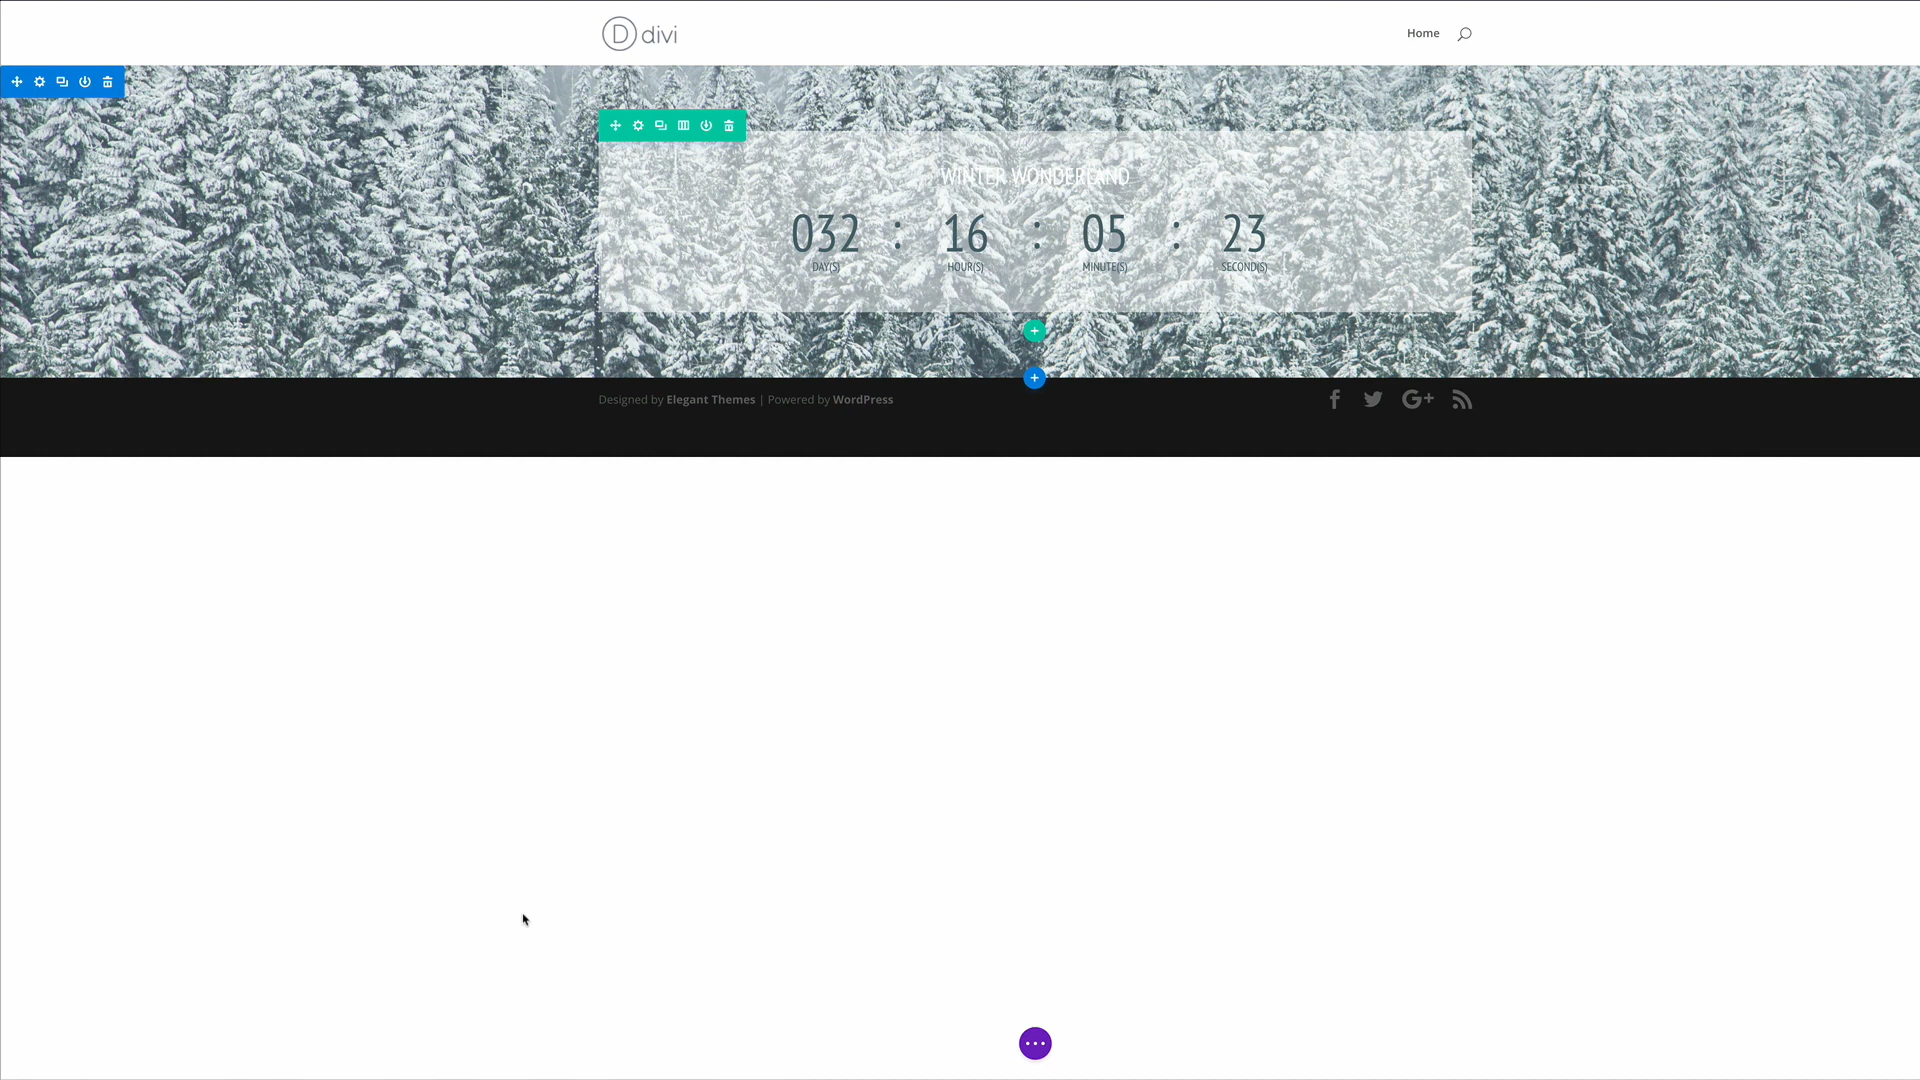 divi
Home
WINTER WONDERLAND
032 : 16 : 05 : 23
DAY(S) HOUR(S) MINUTE(S) SECOND(S)
Designed by Elegant Themes | Powered by WordPress